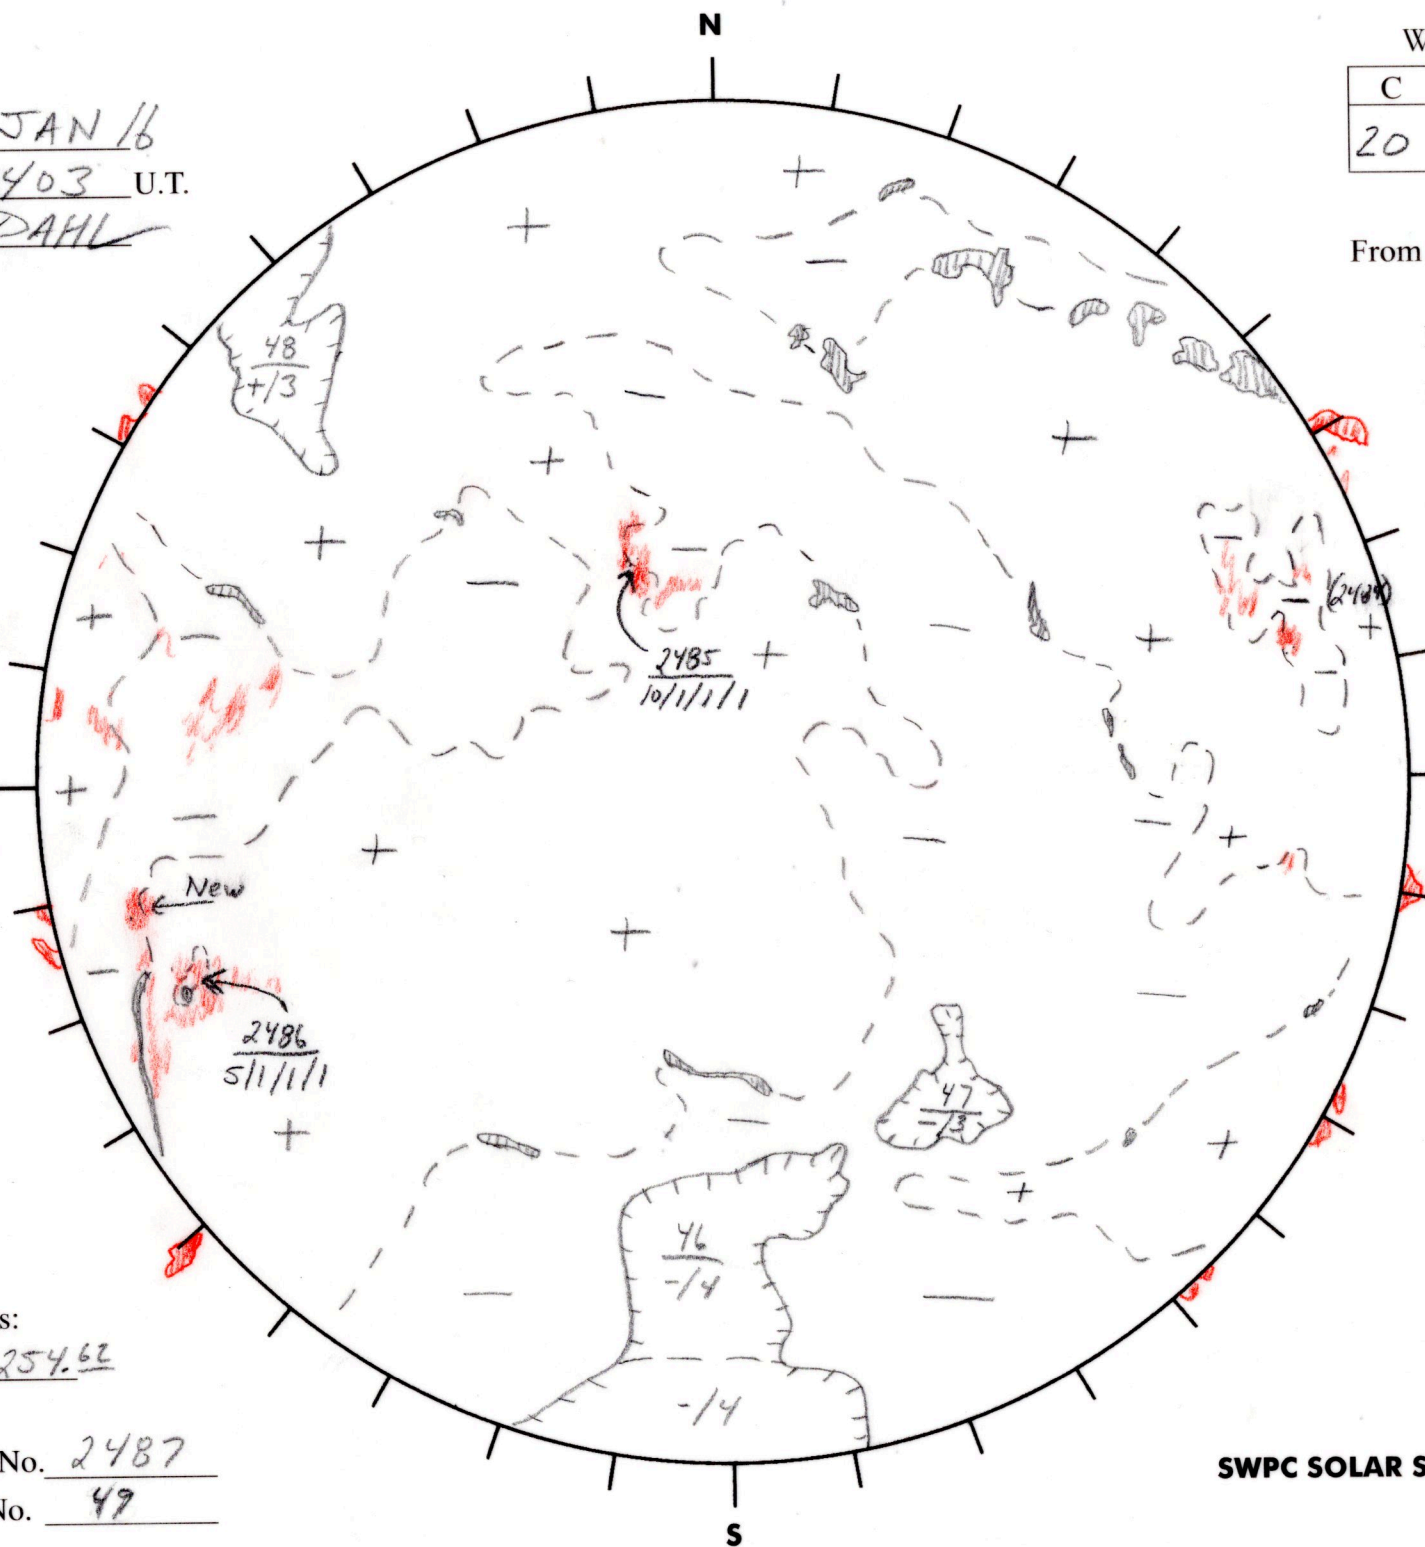 N
JAN 16
403 U.T.
DAHL
W
C
20
From
48
+/3
2485
10/1/1/1
New
2486
5/1/1/1
47
-/3
46
-/4
-/4
s:
254.62
No. 2487
No. 49
SWPC SOLAR S
S